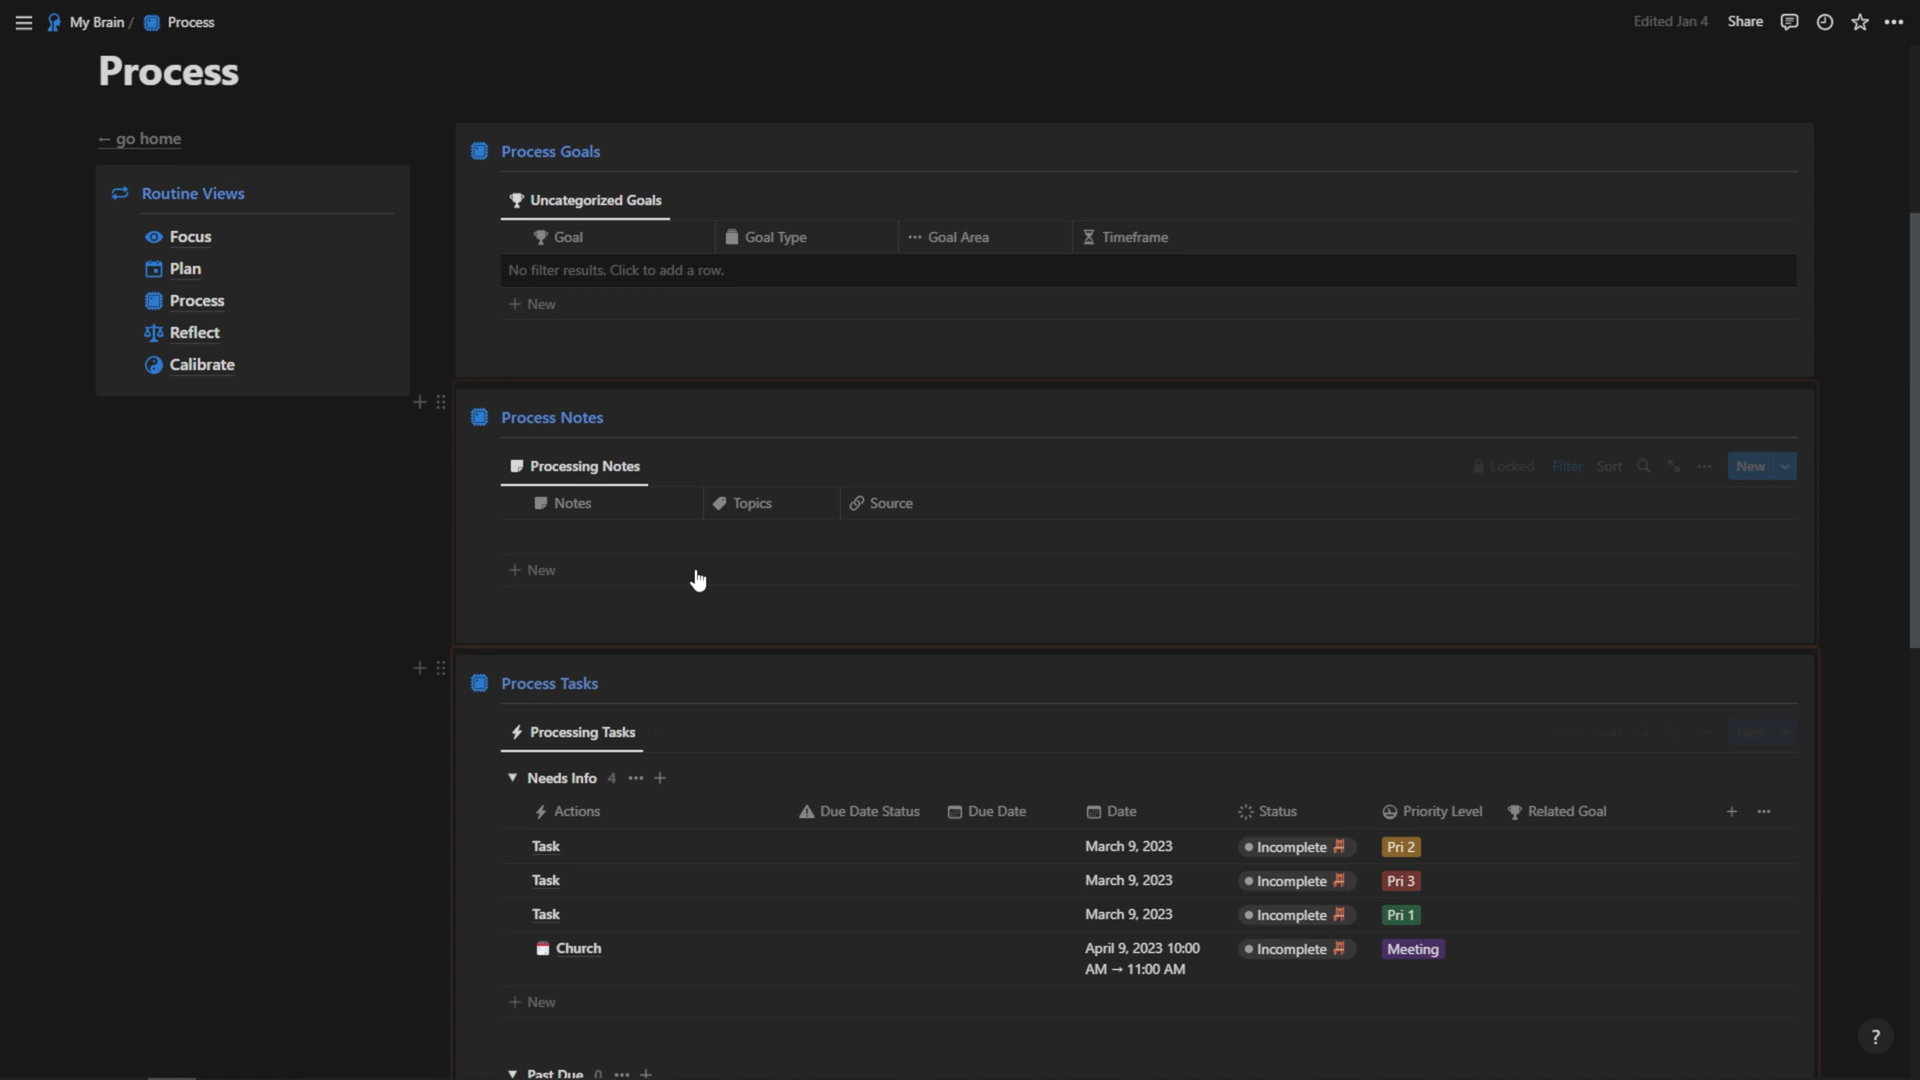 My Brain / Process
Edited Jan 4 Share
Process
← go home
Routine Views
Focus
Plan
Process
Reflect
Calibrate
Process Goals
Uncategorized Goals
Goal Goal Type Goal Area Timeframe
No filter results. Click to add a row.
+ New
Process Notes
Processing Notes Locked Filter Sort New
Notes Topics Source
+ New
Process Tasks
Processing Tasks New
Needs Info 4
Actions Due Date Status Due Date Date Status Priority Level Related Goal
Task March 9, 2023 Incomplete Pri 2
Task March 9, 2023 Incomplete Pri 3
Task March 9, 2023 Incomplete Pri 1
Church April 9, 2023 10:00 Incomplete Meeting
AM → 11:00 AM
+ New
?
Past Due 0